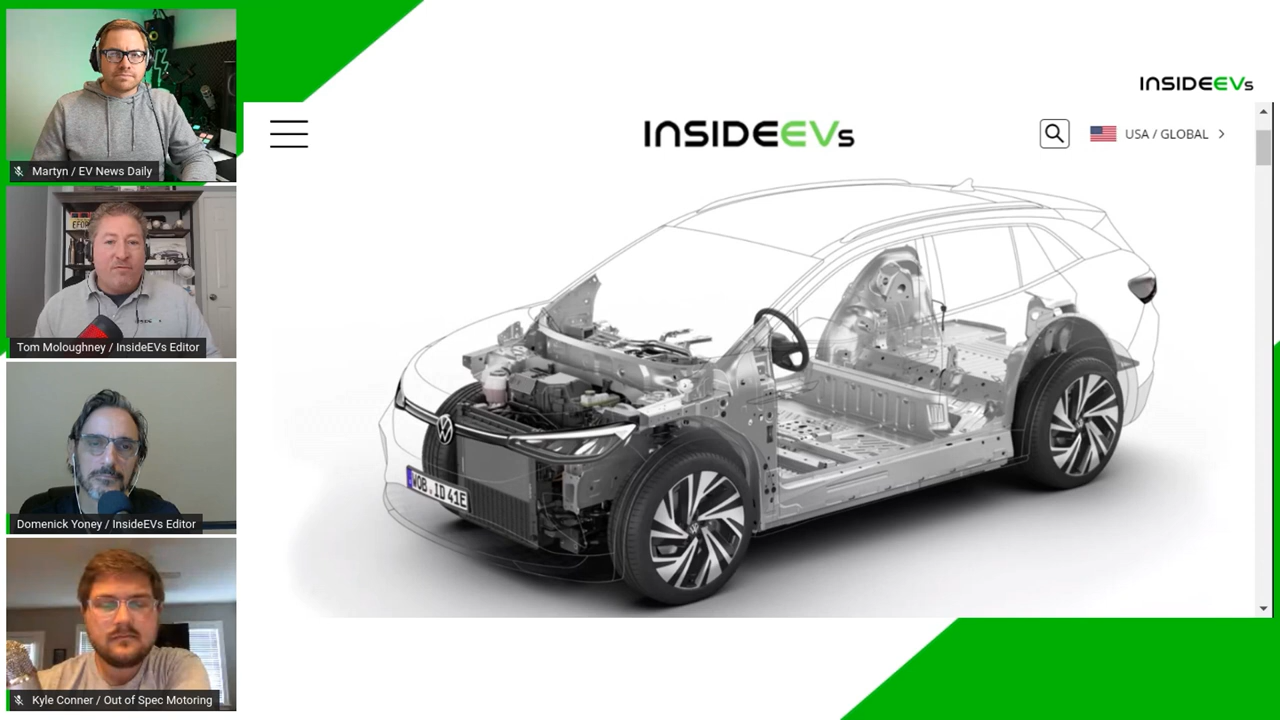 Martyn / EV News Daily
Tom Moloughney / InsideEVs Editor
Domenick Yoney / InsideEVs Editor
Kyle Conner / Out of Spec Motoring
INSIDEEVs
INSIDEEVs
USA / GLOBAL
WOB ID 41E